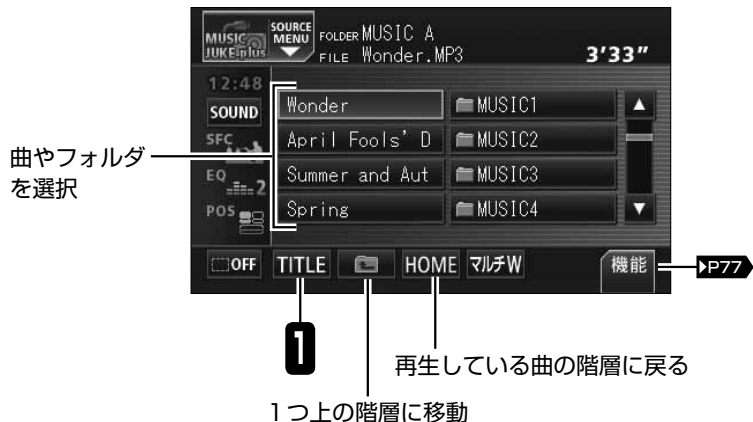 MUSIC JUKE plus
SOURCE MENU
FOLDER MUSIC A
FILE Wonder.MP3
3'33"
12:48
SOUND
SFC
EQ 2
POS
Wonder
MUSIC1
April Fools' D
MUSIC2
Summer and Aut
MUSIC3
Spring
MUSIC4
曲やフォルダ
を選択
OFF TITLE HOME マルチW 機能
P77
1
再生している曲の階層に戻る
1つ上の階層に移動